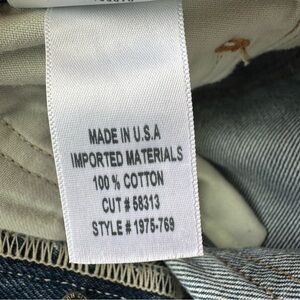 MADE IN U.S.A
IMPORTED MATERIALS
100 % COTTON
CUT # 58313
STYLE # 1975-769